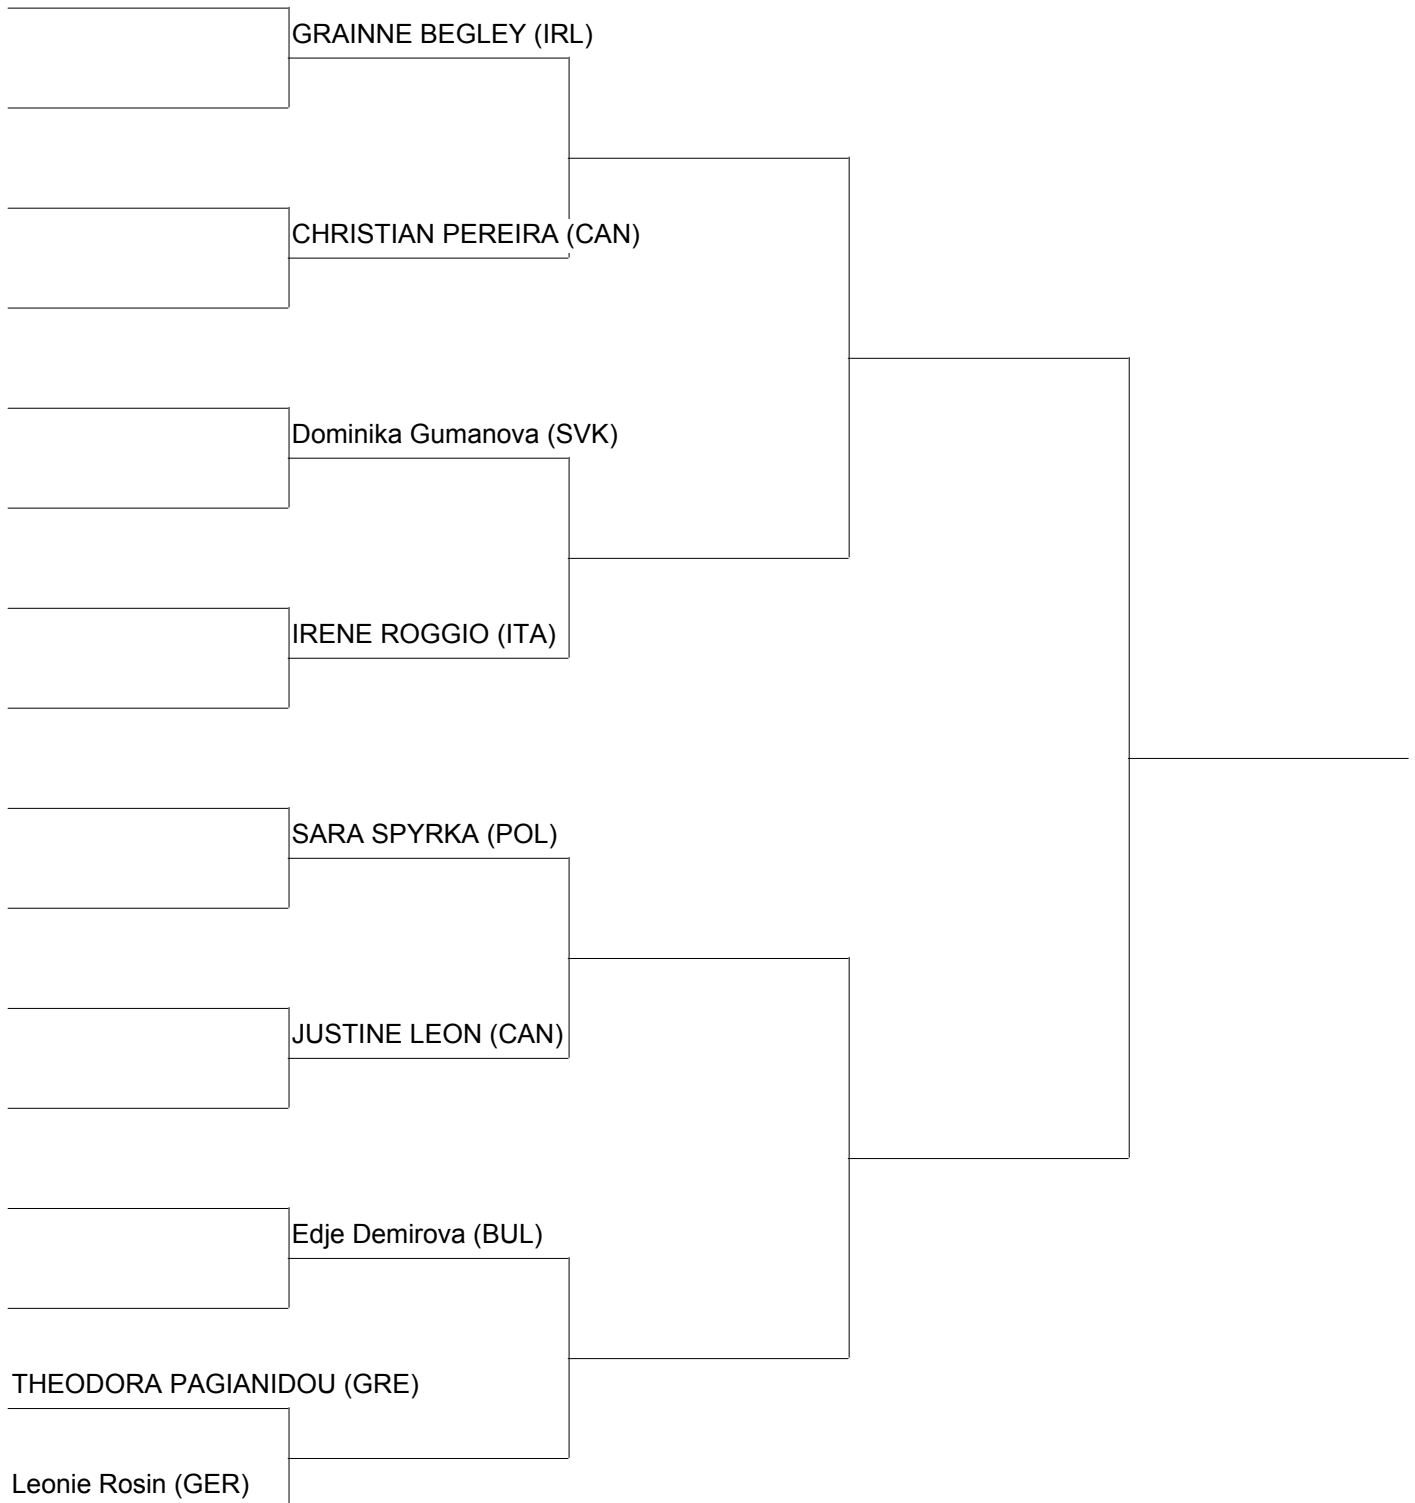 GRAINNE BEGLEY (IRL)
CHRISTIAN PEREIRA (CAN)
Dominika Gumanova (SVK)
IRENE ROGGIO (ITA)
SARA SPYRKA (POL)
JUSTINE LEON (CAN)
Edje Demirova (BUL)
THEODORA PAGIANIDOU (GRE)
Leonie Rosin (GER)